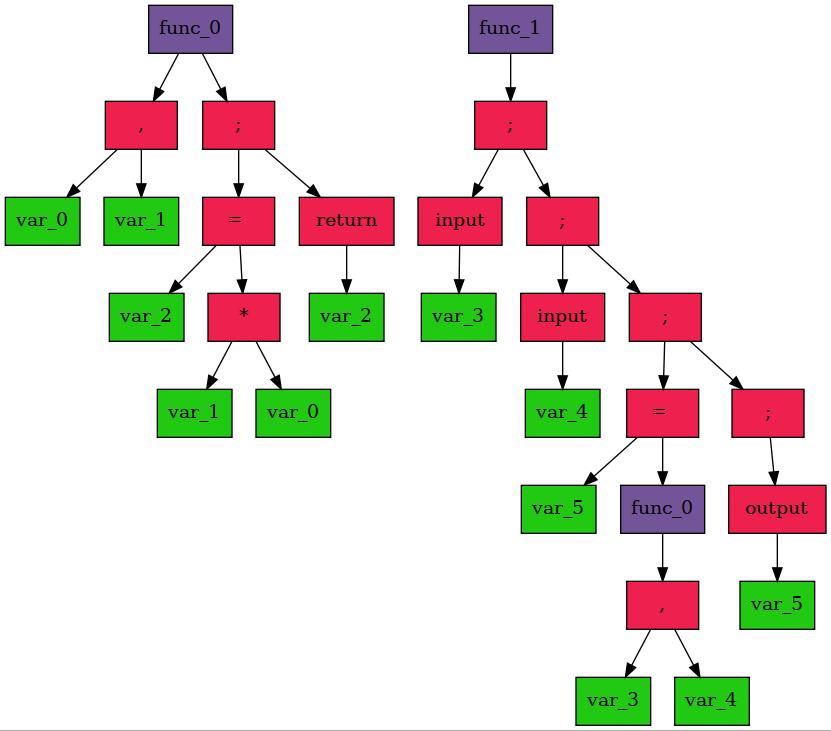 func_0 func_1
, ; ;
var_0 var_1 = return input ;
var_2 * var_2 var_3 input ;
var_1 var_0 var_4 = ;
var_5 func_0 output
, var_5
var_3 var_4